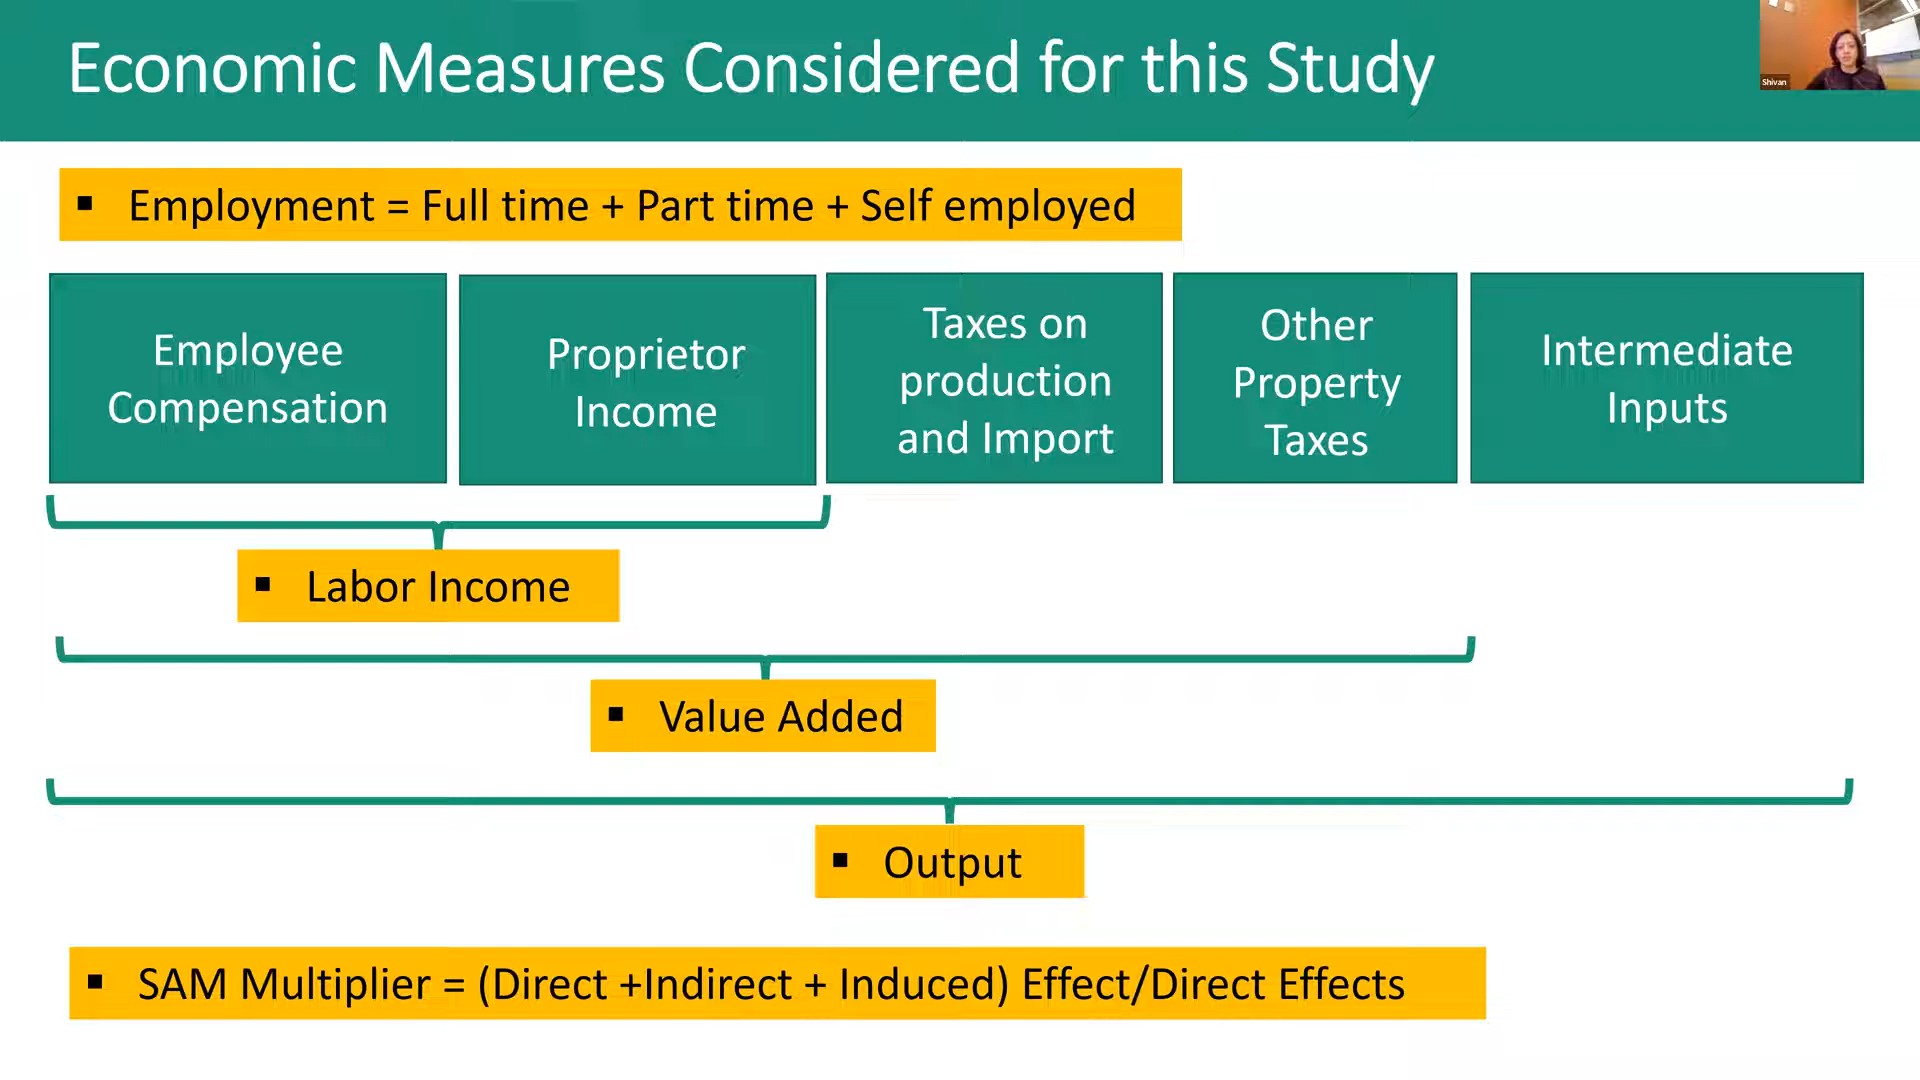 Economic Measures Considered for this Study
Shivan
▪ Employment = Full time + Part time + Self employed
Employee
Compensation
Proprietor
Income
Taxes on
production
and Import
Other
Property
Taxes
Intermediate
Inputs
▪ Labor Income
▪ Value Added
▪ Output
▪ SAM Multiplier = (Direct +Indirect + Induced) Effect/Direct Effects